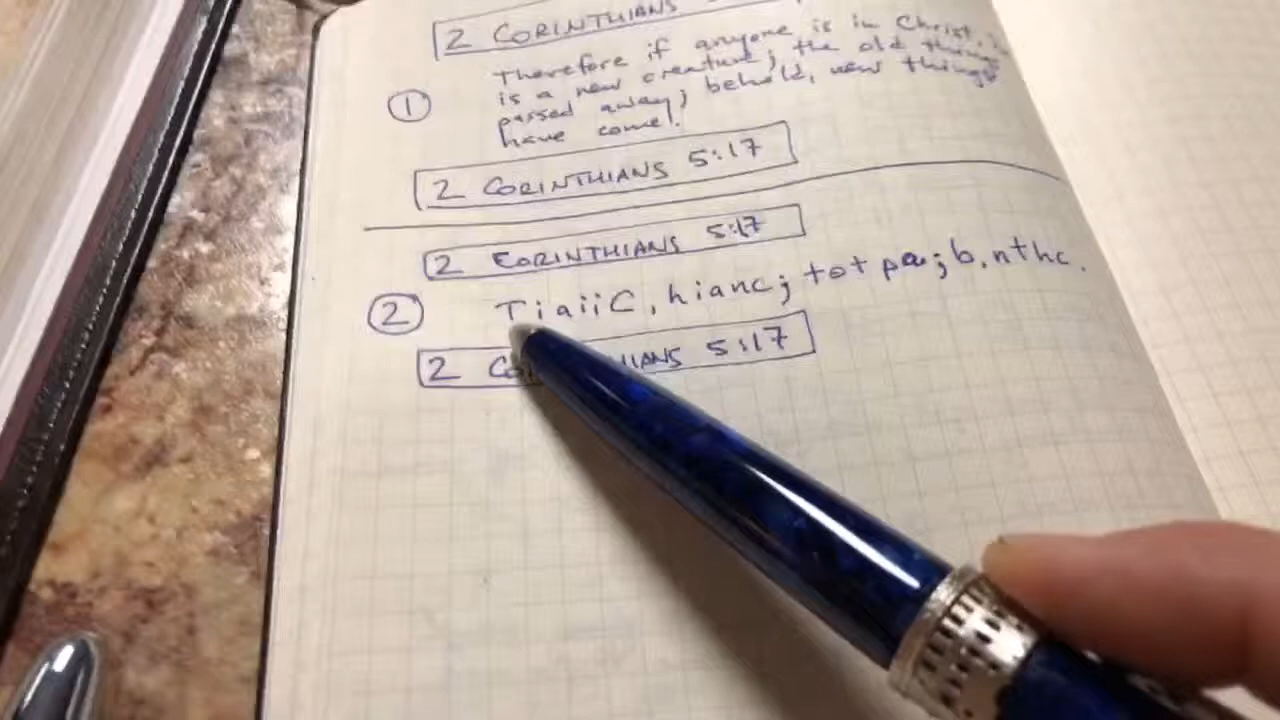 2 CORINTHIANS
Therefore if anyone is in Christ,
is a new creature; the old things
passed away; behold, new things
have come.
①
2 CORINTHIANS 5:17
2 CORINTHIANS 5:17
② TiaiiC, hianc; tot pa; b, nthc.
2 CO HIANS 5:17